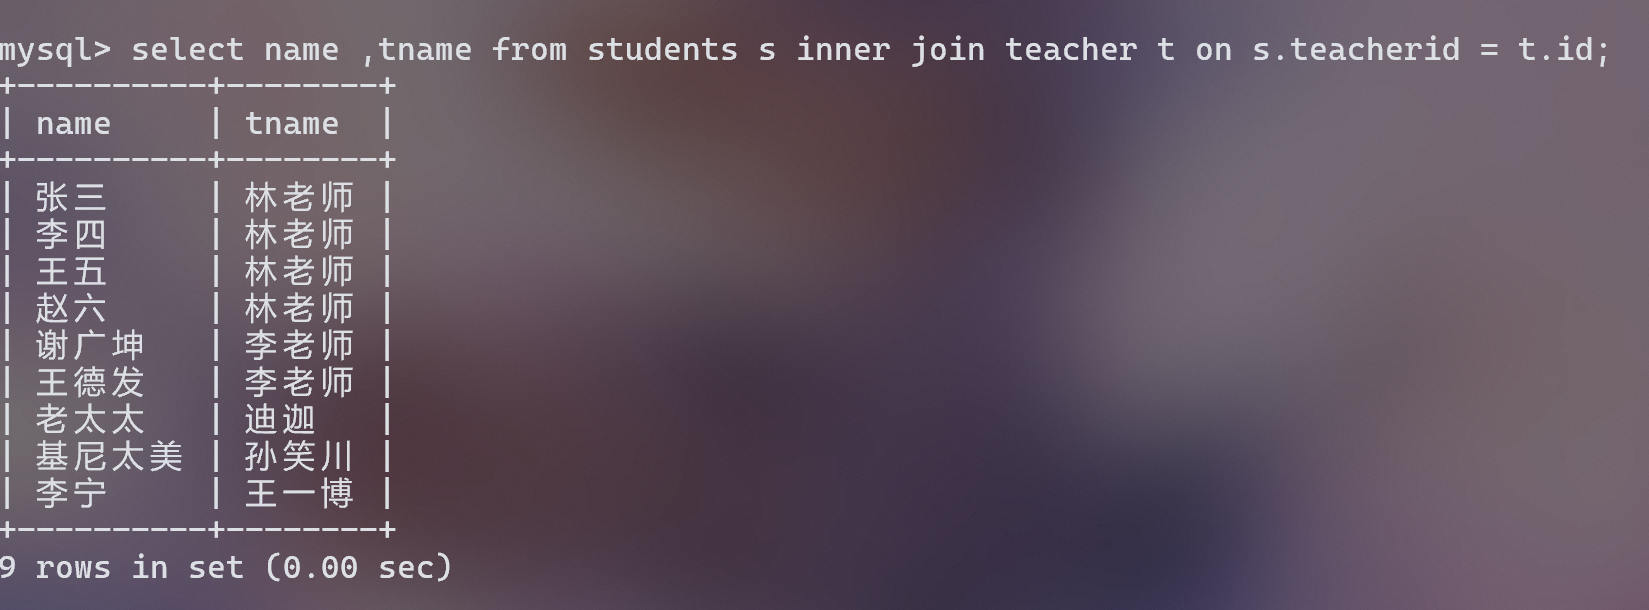 mysql> select name ,tname from students s inner join teacher t on s.teacherid = t.id;
+----------+--------+
| name     | tname  |
+----------+--------+
| 张三     | 林老师 |
| 李四     | 林老师 |
| 王五     | 林老师 |
| 赵六     | 林老师 |
| 谢广坤   | 李老师 |
| 王德发   | 李老师 |
| 老太太   | 迪迦   |
| 基尼太美 | 孙笑川 |
| 李宁     | 王一博 |
+----------+--------+
9 rows in set (0.00 sec)